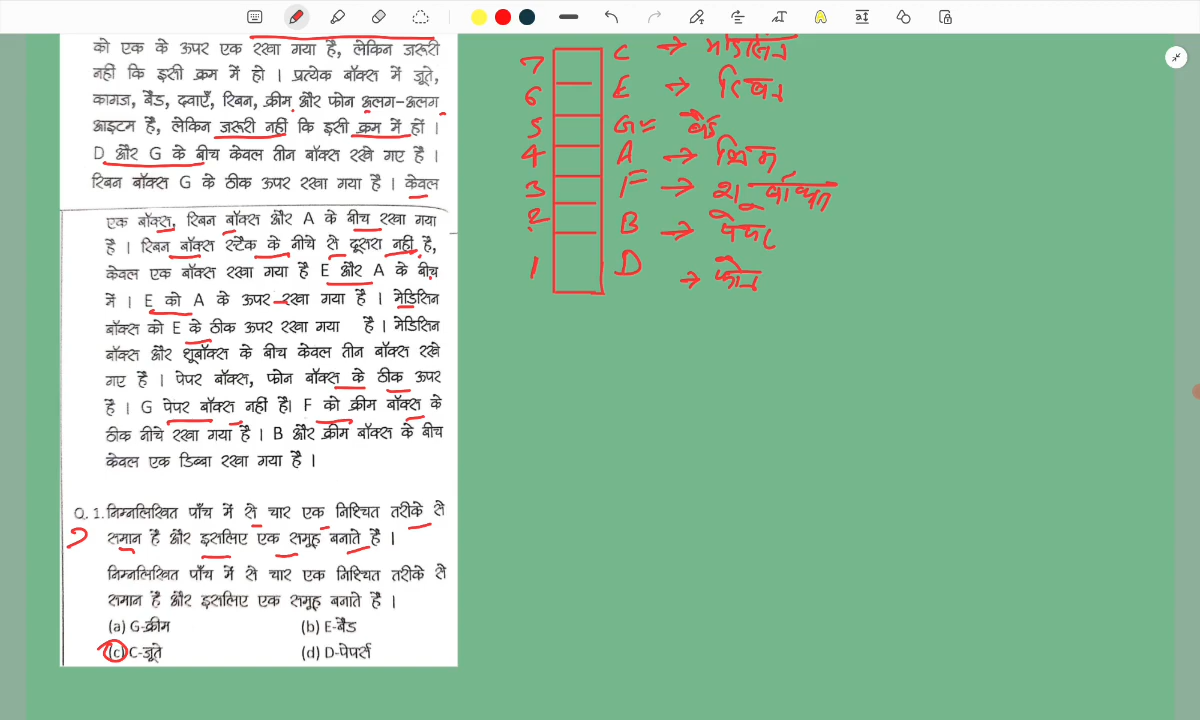 को एक के ऊपर एक रखा गया है, लेकिन जरूरी
नहीं कि इसी क्रम में हो । प्रत्येक बॉक्स में जूते,
कागज, बैंड, दवाएँ, रिबन, क्रीम और फोन अलग-अलग
आइटम है, लेकिन जरूरी नहीं कि इसी क्रम में हों ।
D और G के बीच केवल तीन बॉक्स रखे गए है ।
रिबन बॉक्स G के ठीक ऊपर रखा गया है । केवल
एक बॉक्स, रिबन बॉक्स और A के बीच रखा गया
है । रिबन बॉक्स स्टैक के नीचे से दूसरा नहीं है,
केवल एक बॉक्स रखा गया है E और A के बीच
में । E को A के ऊपर रखा गया है । मेडिसिन
बॉक्स को E के ठीक ऊपर रखा गया है । मेडिसिन
बॉक्स और शूबॉक्स के बीच केवल तीन बॉक्स रखे
गए है । पेपर बॉक्स, फोन बॉक्स के ठीक ऊपर
है । G पेपर बॉक्स नहीं है। F को क्रीम बॉक्स के
ठीक नीचे रखा गया है । B और क्रीम बॉक्स के बीच
केवल एक डिब्बा रखा गया है ।
Q. 1. निम्नलिखित पाँच में से चार एक निश्चित तरीके से
समान है और इसलिए एक समूह बनाते है ।
निम्नलिखित पाँच में से चार एक निश्चित तरीके से
समान है और इसलिए एक समूह बनाते है ।
(a) G-क्रीम (b) E-बैंड
(c) C-जूते (d) D-पेपर्स
7 C →
6 E → रिबन
5 G = बैंड
4 A → क्रिम
3 F →
2 B → पेपर
1 D → फोन